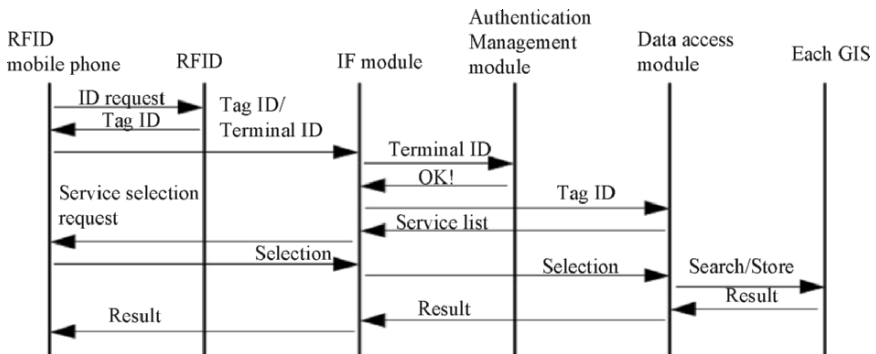 RFID
mobile phone
RFID
IF module
Authentication
Management
module
Data access
module
Each GIS
ID request
Tag ID
Tag ID/
Terminal ID
Terminal ID
OK!
Tag ID
Service list
Service selection
request
Selection
Selection
Search/Store
Result
Result
Result